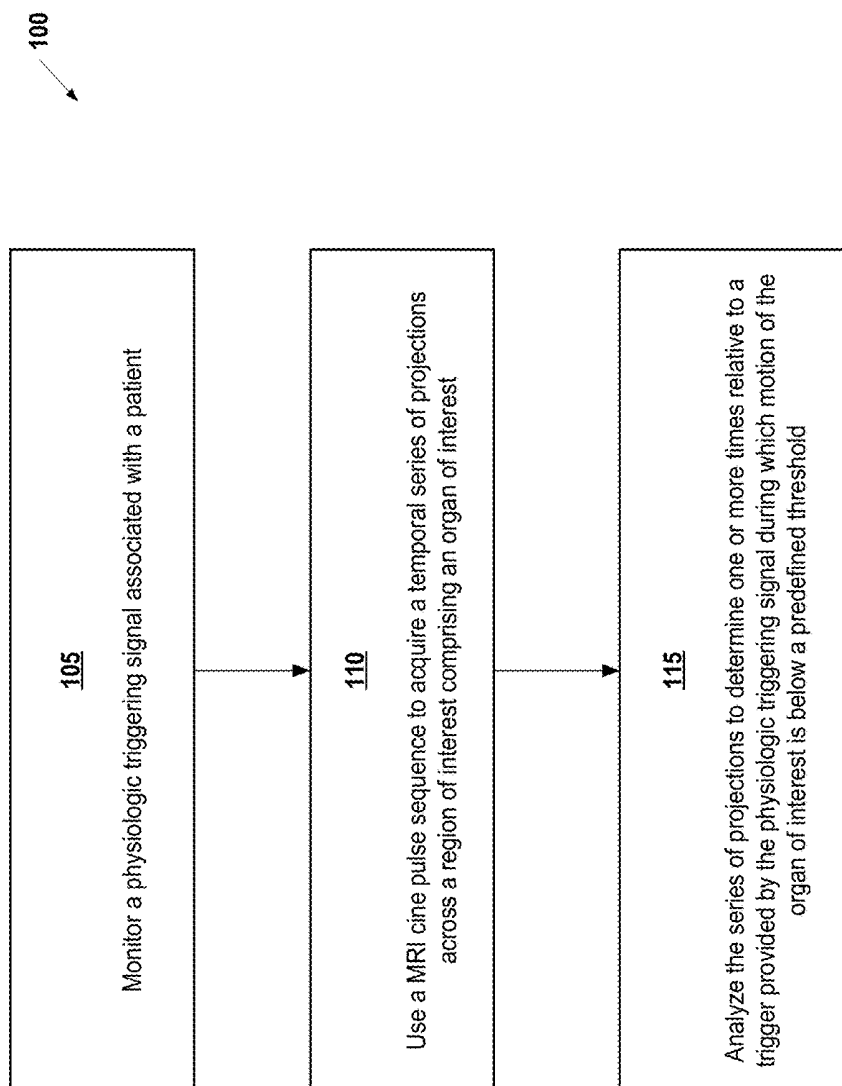 100
105
Monitor a physiologic triggering signal associated with a patient
110
Use a MRI cine pulse sequence to acquire a temporal series of projections
across a region of interest comprising an organ of interest
115
Analyze the series of projections to determine one or more times relative to a
trigger provided by the physiologic triggering signal during which motion of the
organ of interest is below a predefined threshold